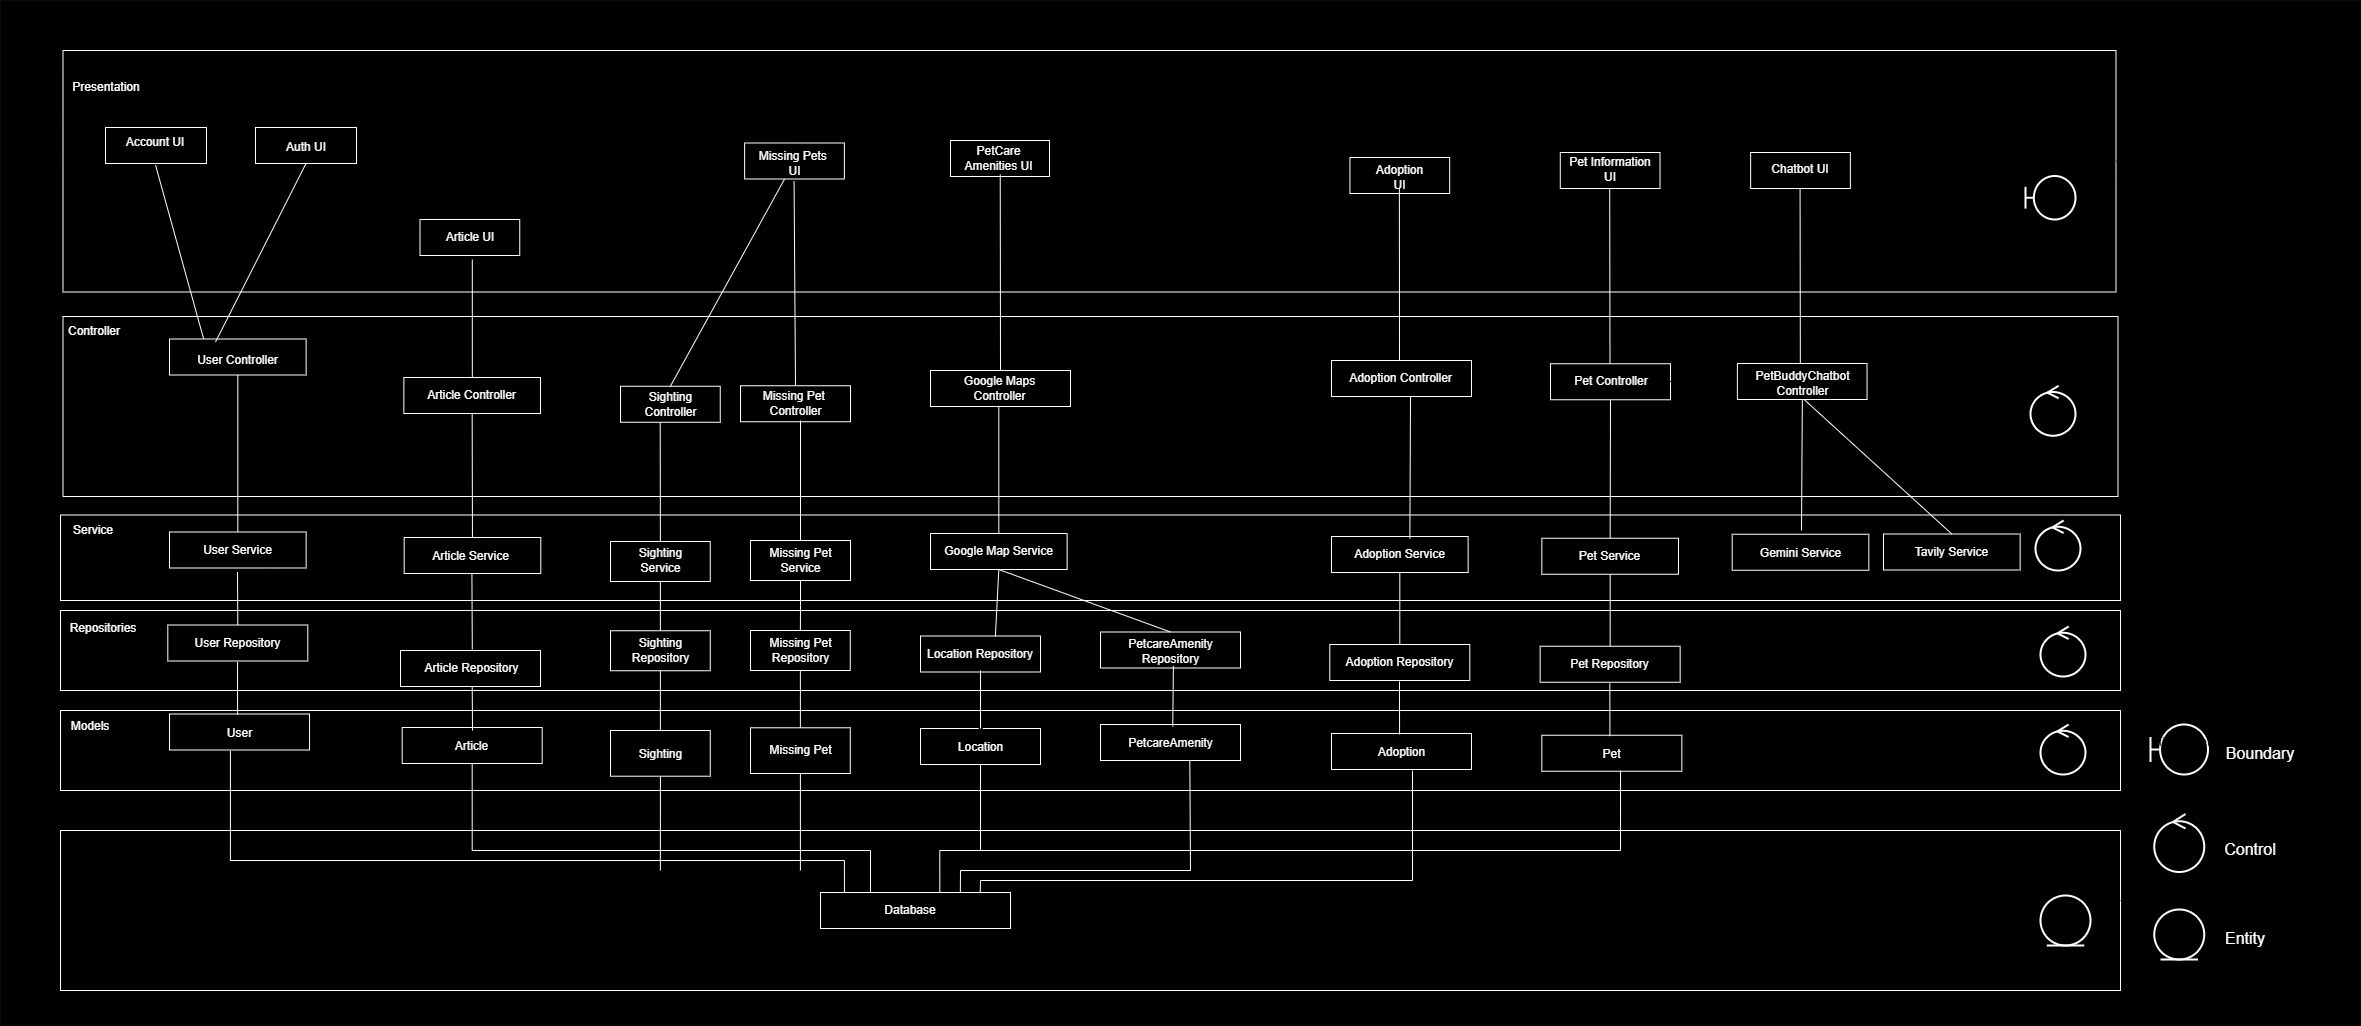 Presentation
Account UI
Auth UI
Article UI
Missing Pets
UI
PetCare
Amenities UI
Adoption
UI
Pet Information
UI
Chatbot UI
Controller
User Controller
Article Controller
Sighting
Controller
Missing Pet
Controller
Google Maps
Controller
Adoption Controller
Pet Controller
PetBuddyChatbot
Controller
Service
User Service
Article Service
Sighting
Service
Missing Pet
Service
Google Map Service
Adoption Service
Pet Service
Gemini Service
Tavily Service
Repositories
User Repository
Article Repository
Sighting
Repository
Missing Pet
Repository
Location Repository
PetcareAmenity
Repository
Adoption Repository
Pet Repository
Models
User
Article
Sighting
Missing Pet
Location
PetcareAmenity
Adoption
Pet
Database
Boundary
Control
Entity